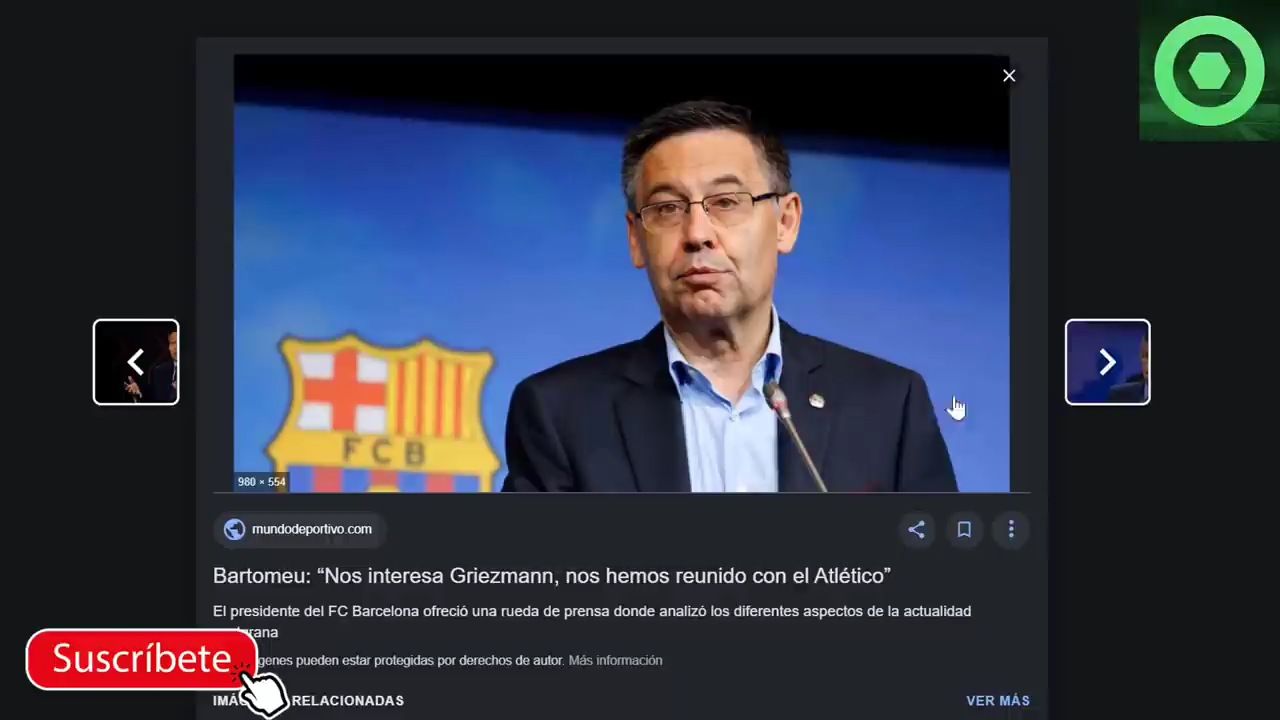 FCB
980 × 554
mundodeportivo.com
Bartomeu: “Nos interesa Griezmann, nos hemos reunido con el Atlético”
El presidente del FC Barcelona ofreció una rueda de prensa donde analizó los diferentes aspectos de la actualidad
Suscríbete
pueden estar protegidas por derechos de autor. Más información
RELACIONADAS
VER MÁS